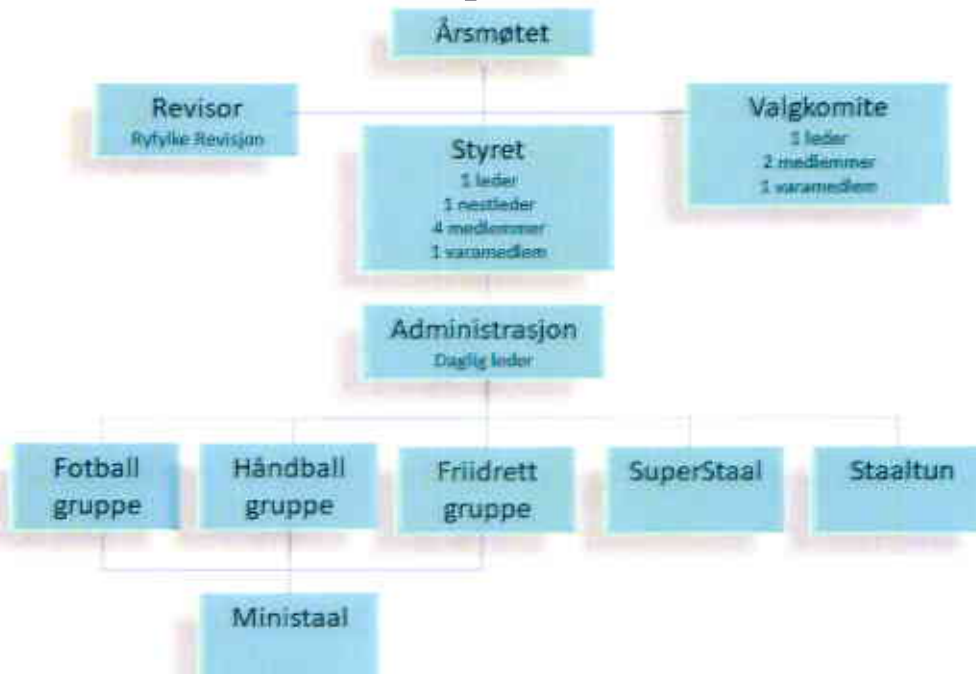 Årsmøtet
Revisor
Ryfylke Revisjon
Styret
1 leder
1 nestleder
4 medlemmer
1 varamedlem
Valgkomite
1 leder
2 medlemmer
1 varamedlem
Administrasjon
Daglig leder
Fotball
gruppe
Håndball
gruppe
Friidrett
gruppe
SuperStaal
Staaltun
Ministaal